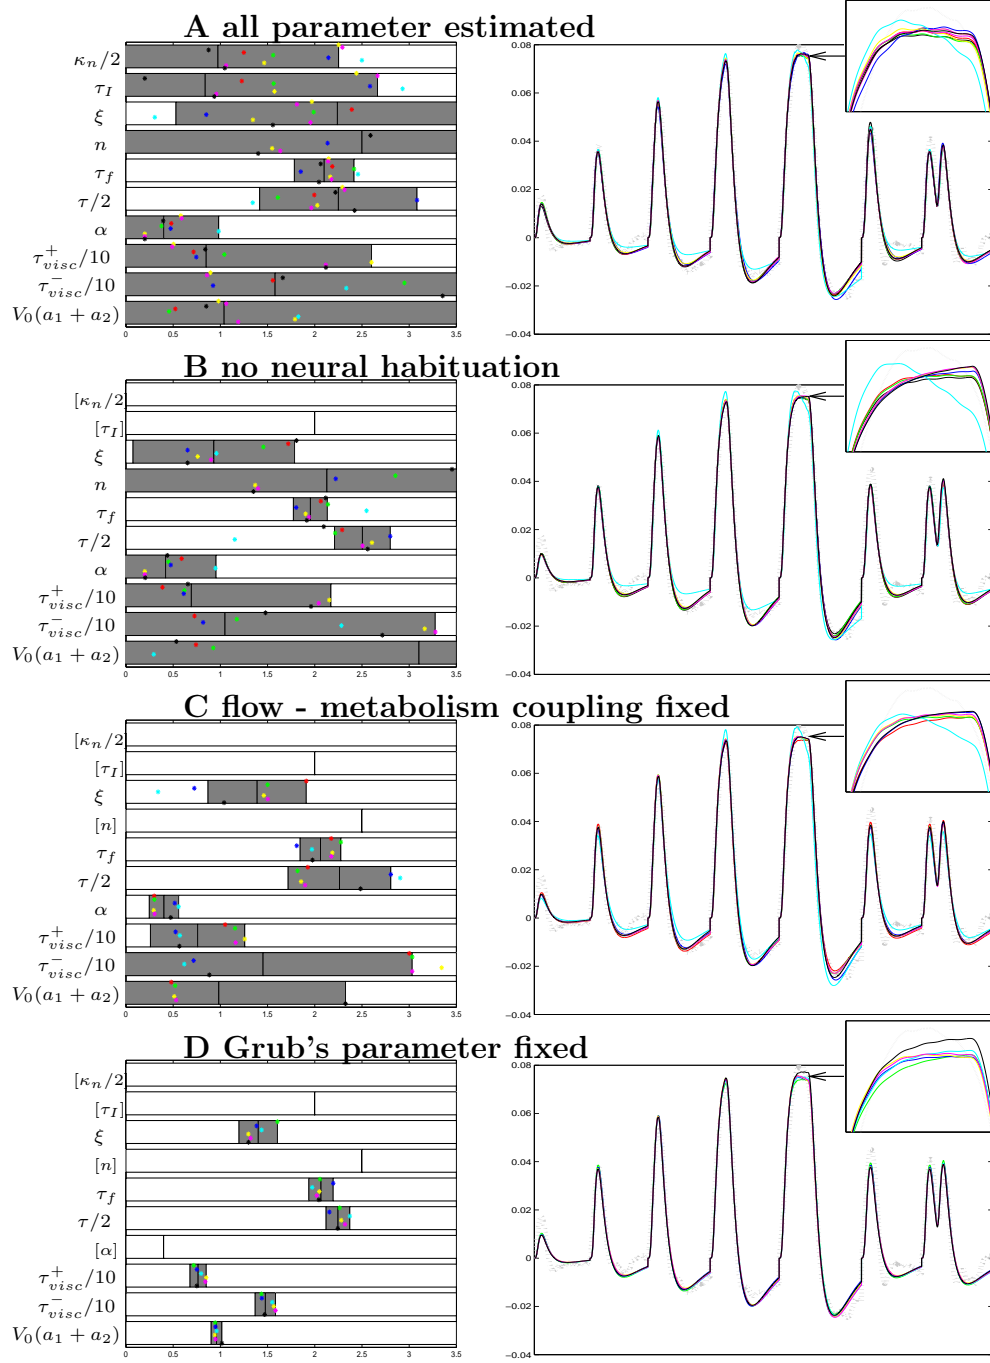 A all parameter estimated
κn/2
τI
ξ
n
τf
τ/2
α
τ+visc/10
τ−visc/10
V0(a1 + a2)
0 0.5 1 1.5 2 2.5 3 3.5
0.08
0.06
0.04
0.02
0
−0.02
−0.04
B no neural habituation
[κn/2]
[τI]
ξ
n
τf
τ/2
α
τ+visc/10
τ−visc/10
V0(a1 + a2)
0 0.5 1 1.5 2 2.5 3 3.5
0.08
0.06
0.04
0.02
0
−0.02
−0.04
C flow - metabolism coupling fixed
[κn/2]
[τI]
ξ
[n]
τf
τ/2
α
τ+visc/10
τ−visc/10
V0(a1 + a2)
0 0.5 1 1.5 2 2.5 3 3.5
0.08
0.06
0.04
0.02
0
−0.02
−0.04
D Grub's parameter fixed
[κn/2]
[τI]
ξ
[n]
τf
τ/2
[α]
τ+visc/10
τ−visc/10
V0(a1 + a2)
0 0.5 1 1.5 2 2.5 3 3.5
0.08
0.06
0.04
0.02
0
−0.02
−0.04